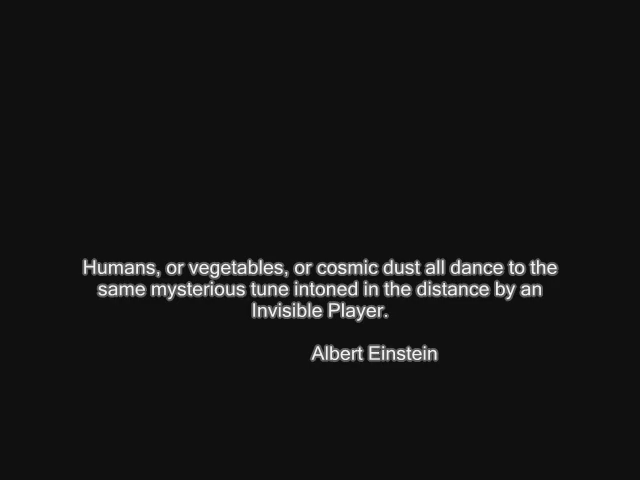 Humans, or vegetables, or cosmic dust all dance to the
same mysterious tune intoned in the distance by an
Invisible Player.
Albert Einstein